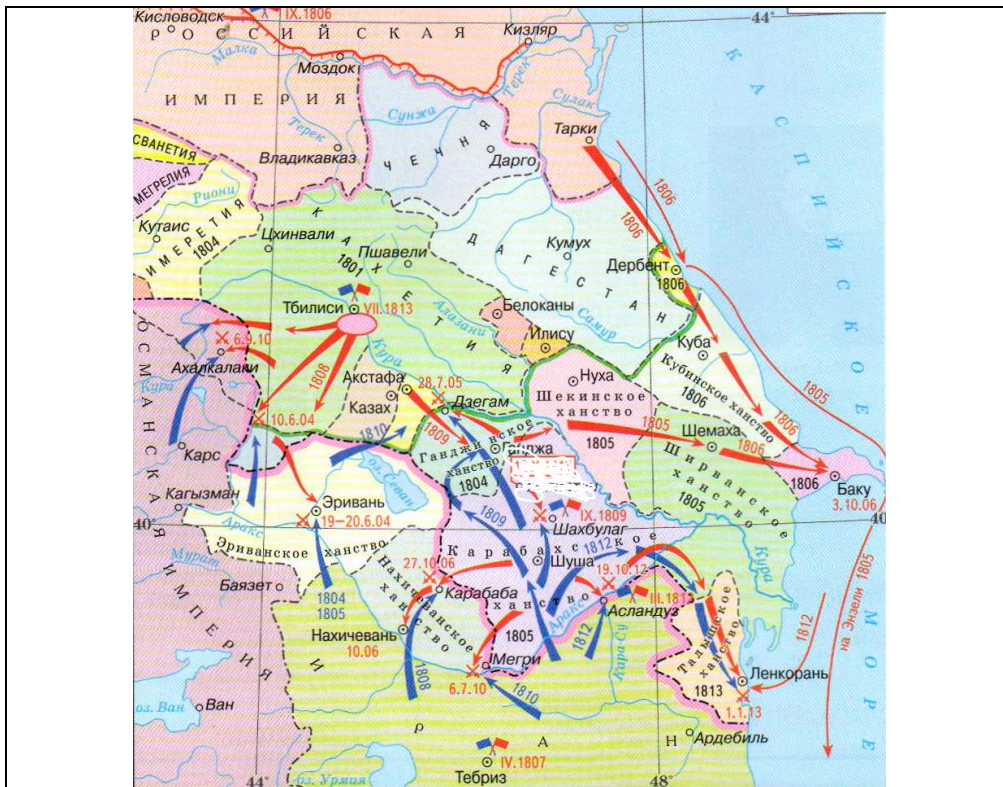 Кисловодск
IX.1806
44°
РОССИЙСКАЯ
Кизляр
Малка
Моздок
Терек
К А С П И Й С К О Е
ИМПЕРИЯ
Сунжа
Сулак
Терек
Тарки
СВАНЕТИЯ
Владикавказ
ЧЕЧНЯ
Дарго
МЕГРЕЛИЯ
Риони
1806
1806
Кутаис
ИМЕРЕТИЯ
1804
Цхинвали
КАХЕТИЯ
1801
Пшавели
ДАГЕСТАН
Кумух
Дербент
1806
Тбилиси
VII.1813
Алазани
Белоканы
Самур
Илису
6.9.10
Ахалкалаки
ОСМАНСКАЯ
Кура
Кура
1808
Акстафа
28.7.05
Казах
Дзегам
Нуха
Куба
Кубинское ханство
1806
1805
Шекинское
ханство
10.6.04
1810
1809
Ганджинское
ханство
1804
Ганджа
1805
1805
Шемаха
1806
1806
Карс
оз. Севан
Ширванское
ханство
1805
1806
Баку
3.10.06
Кагызман
40°
Эривань
19–20.6.04
Аракс
Эриванское ханство
1809
IX.1809
Шахбулаг
40
Мурат
ИМПЕРИЯ
Карабахское
1812
27.10.06
Шуша
19.10.12
Кура
1805
Баязет
1804
1805
Нахичеванское
ханство
Карабаба
ханство
1805
Аракс
Аслан­дуз
1812
на Энзели
МОРЕ
Нахичевань
10.06
1812
Кара-Су
Талышское
ханство
1813
Мегри
1808
6.7.10
1810
Ленкорань
1.1.13
оз. Ван
Ван
ИРАН
Ардебиль
IV.1807
Тебриз
44°
оз. Урмия
48°